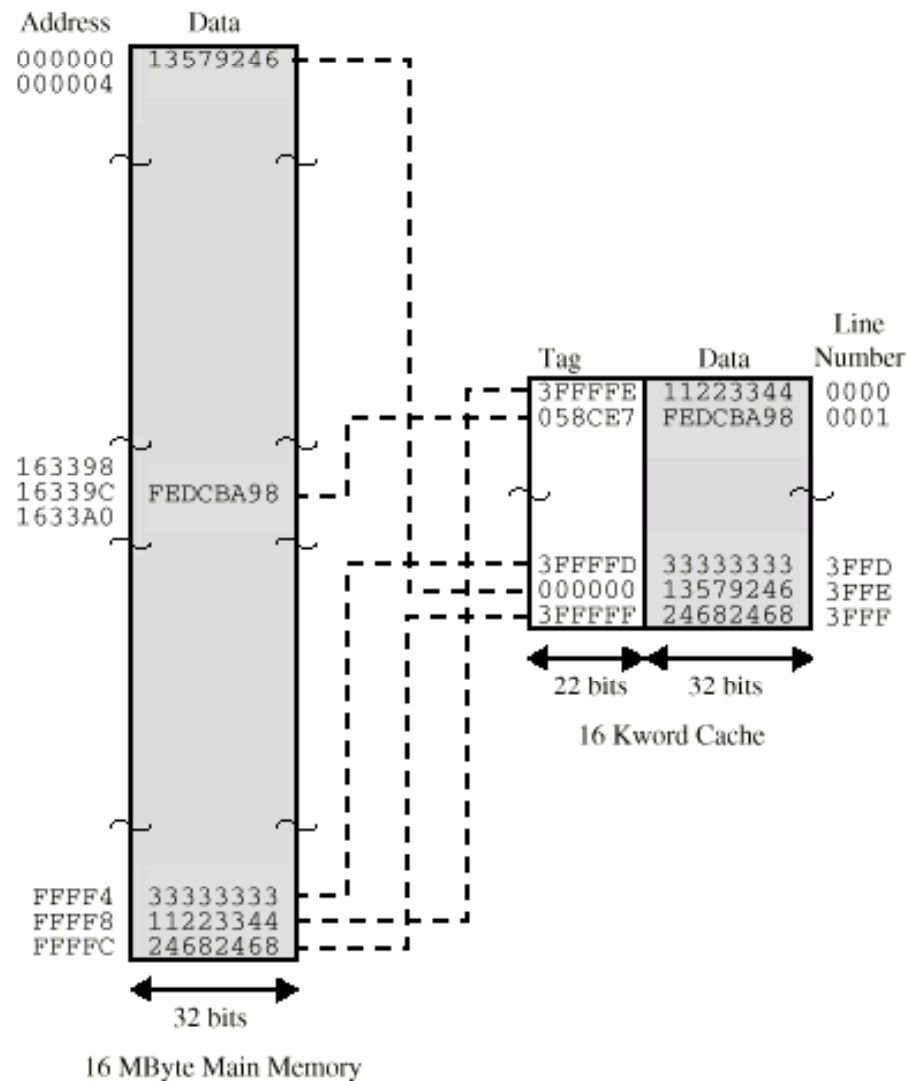 Address Data
000000 13579246
000004
163398
16339C FEDCBA98
1633A0
FFFF4 33333333
FFFF8 11223344
FFFFC 24682468
32 bits
16 MByte Main Memory
Line
Tag Data Number
3FFFFE 11223344 0000
058CE7 FEDCBA98 0001
3FFFFD 33333333 3FFD
000000 13579246 3FFE
3FFFFF 24682468 3FFF
22 bits 32 bits
16 Kword Cache